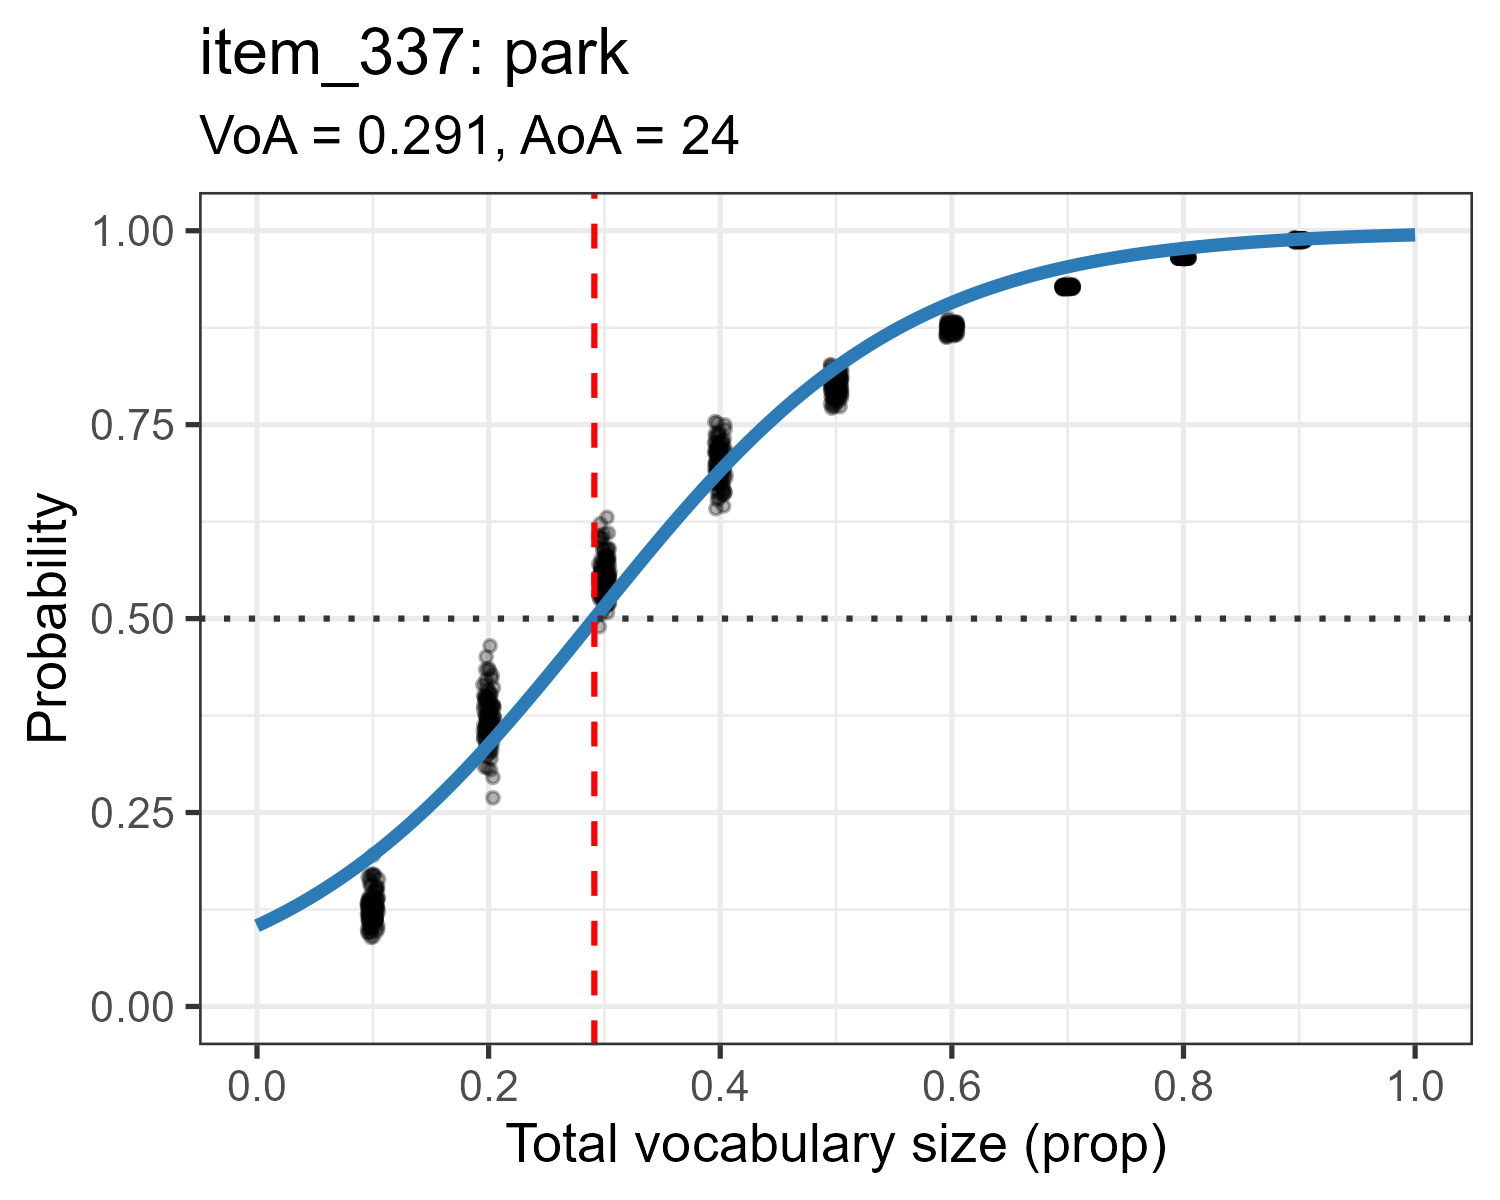 item_337: park
VoA = 0.291, AoA = 24
1.00
0.75
0.50
0.25
0.00
Probability
0.0 0.2 0.4 0.6 0.8 1.0
Total vocabulary size (prop)